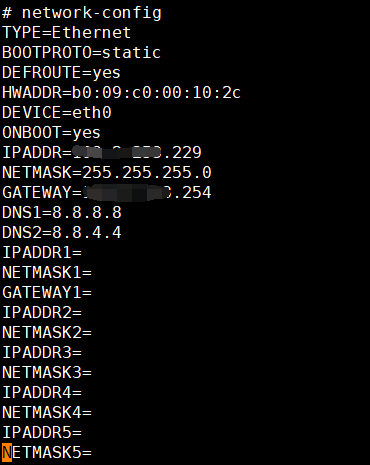 # network-config
TYPE=Ethernet
BOOTPROTO=static
DEFROUTE=yes
HWADDR=b0:09:c0:00:10:2c
DEVICE=eth0
ONBOOT=yes
IPADDR= .229
NETMASK=255.255.255.0
GATEWAY= .254
DNS1=8.8.8.8
DNS2=8.8.4.4
IPADDR1=
NETMASK1=
GATEWAY1=
IPADDR2=
NETMASK2=
IPADDR3=
NETMASK3=
IPADDR4=
NETMASK4=
IPADDR5=
NETMASK5=